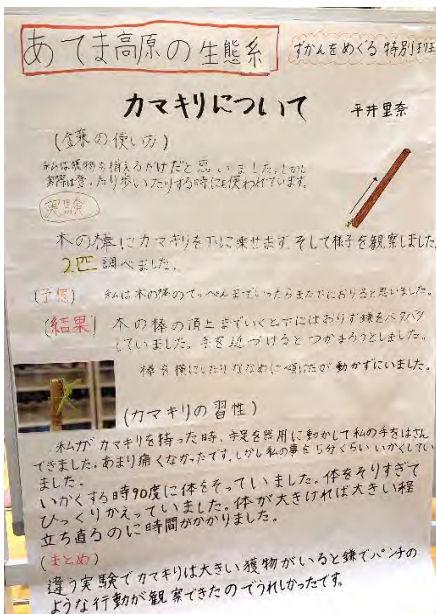 あてま高原の生態系
ずかんをめぐる特別
カマキリについて
平井里奈
(鎌の使い方)
私は獲物を捕えるだけだと思いました。しかし
実際は登ったり歩いたりする時にも使われています。
実験
木の棒にカマキリを下に乗せます。そして様子を観察しました。
2匹調べました。
(予想)
私は木の棒のてっぺんまでいったらまた下におりると思いました。
(結果)
木の棒の頂上までいくと下にはおりず鎌をバタバタ
していました。手を近づけるとつかまろうとしました。
棒を横にしたりななめに傾けたが動かずにいました。
(カマキリの習性)
私がカマキリを持った時、手足を器用に動かして私の手をはさん
できました。あまり痛くなかったです。しかし私の事を5分くらいいかくしてい
ました。
いかくする時90度に体をそっていました。体をそりすぎて
ひっくりかえっていました。体が大きければ大きい程
立ち直るのに時間がかかりました。
(まとめ)
違う実験でカマキリは大きい獲物がいると鎌でパンチの
ような行動が観察できたのでうれしかったです。